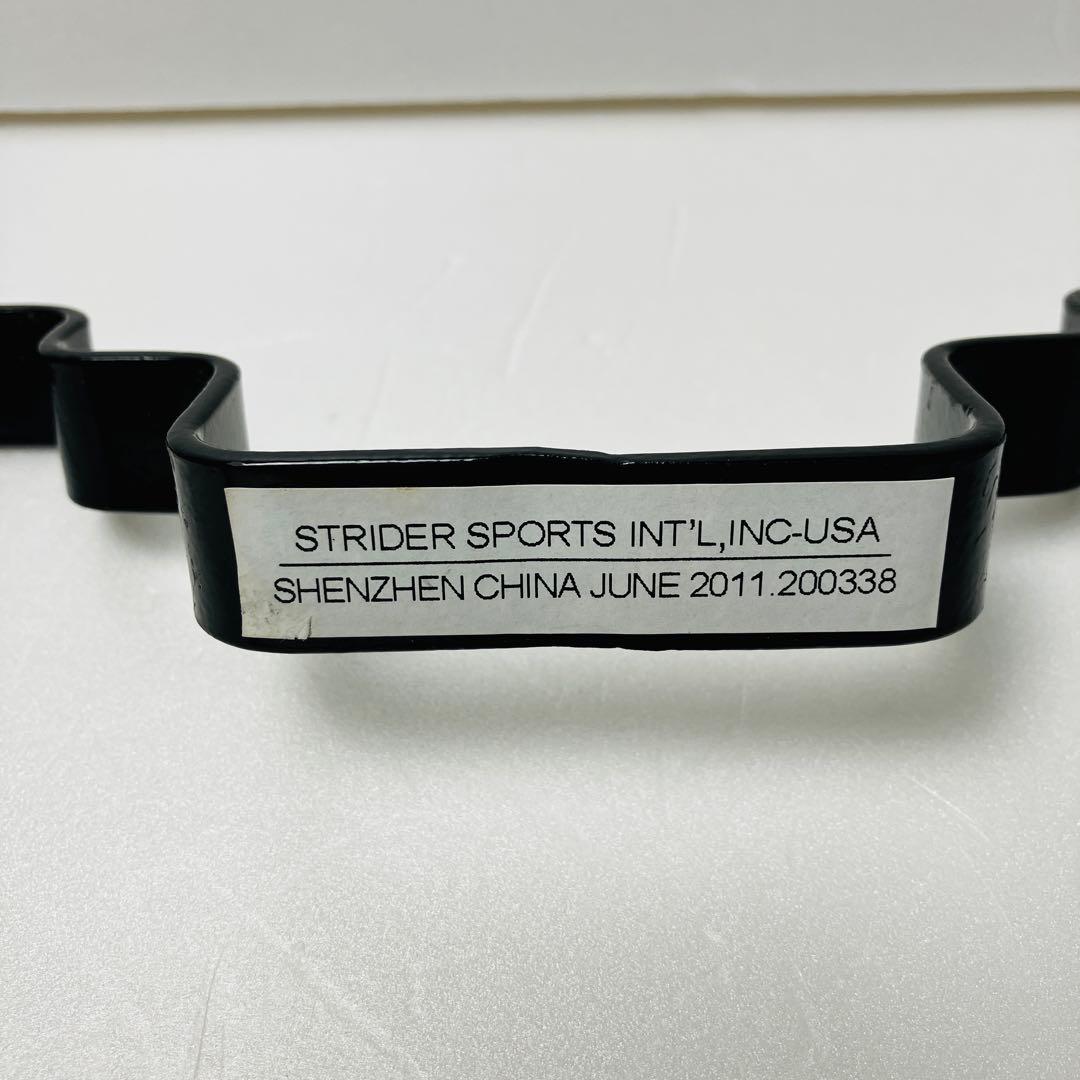 STRIDER SPORTS INT'L,INC-USA
SHENZHEN CHINA JUNE 2011.200338